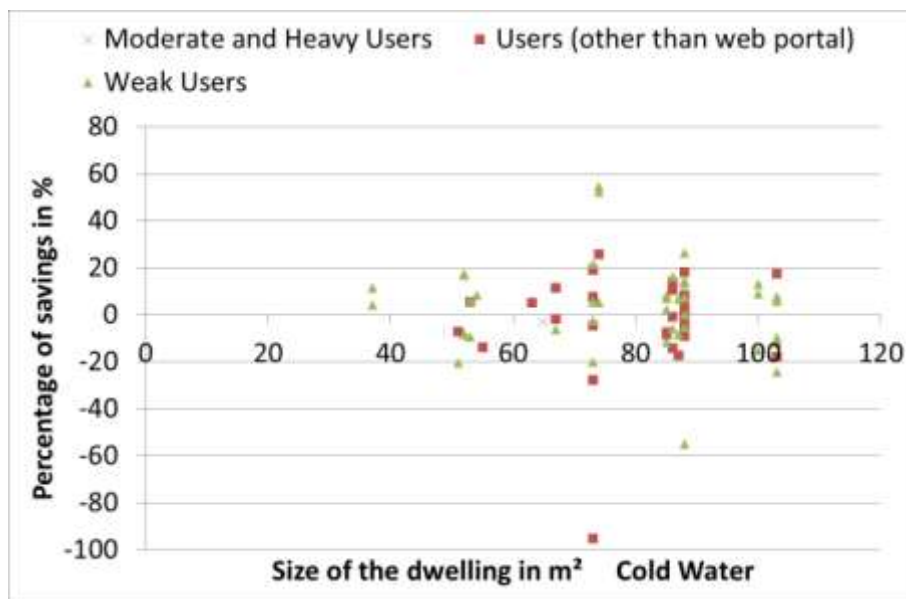 Moderate and Heavy Users Users (other than web portal)
Weak Users
80
60
40
20
0
-20
-40
-60
-80
-100
0 20 40 60 80 100 120
Percentage of savings in %
Size of the dwelling in m² Cold Water